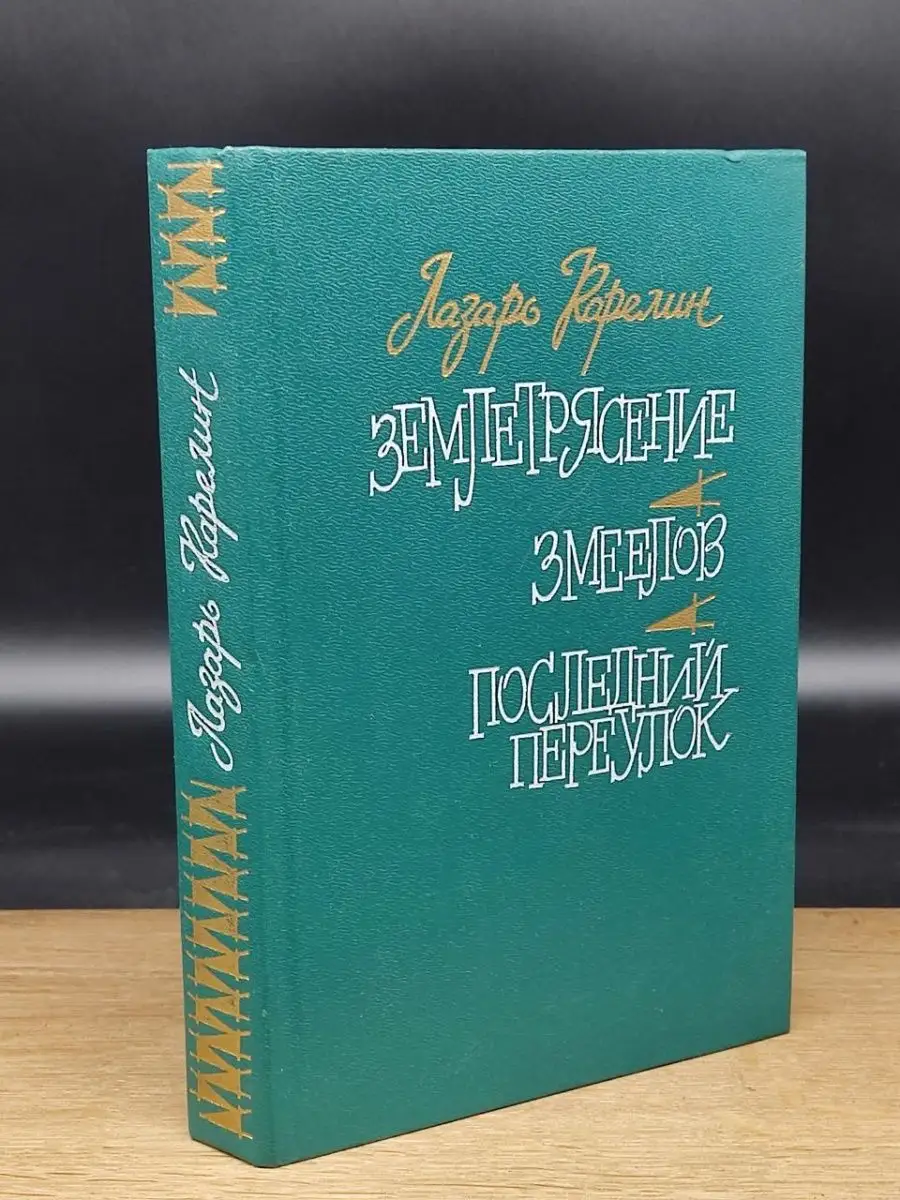 Лазарь Карелин
ЗЕМЛЕТРЯСЕНИЕ
ЗМЕЕЛОВ
ПОСЛЕДНИЙ
ПЕРЕУЛОК
Лазарь Карелин